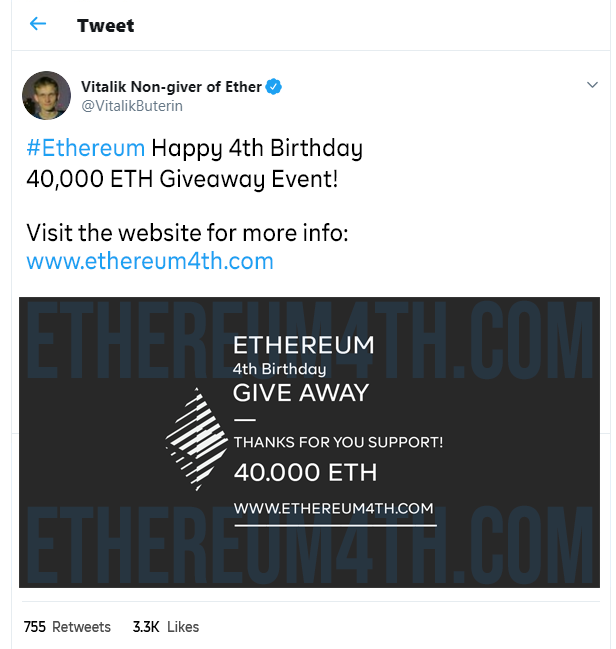 Tweet
Vitalik Non-giver of Ether
@VitalikButerin
#Ethereum Happy 4th Birthday
40,000 ETH Giveaway Event!
Visit the website for more info:
www.ethereum4th.com
ETHEREUM4TH.COM
ETHEREUM
4th Birthday
GIVE AWAY
THANKS FOR YOU SUPPORT!
40.000 ETH
WWW.ETHEREUM4TH.COM
ETHEREUM4TH.COM
755 Retweets 3.3K Likes